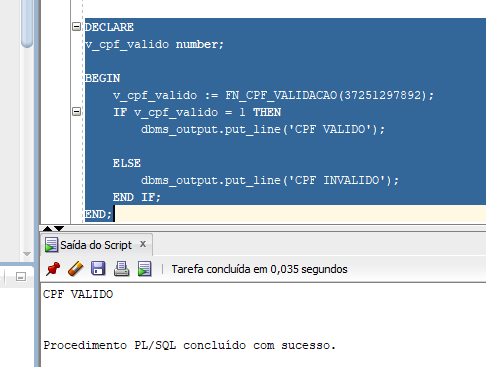 DECLARE
v_cpf_valido number;
BEGIN
v_cpf_valido := FN_CPF_VALIDACAO(37251297892);
IF v_cpf_valido = 1 THEN
dbms_output.put_line('CPF VALIDO');
ELSE
dbms_output.put_line('CPF INVALIDO');
END IF;
END;
Saída do Script x
Tarefa concluída em 0,035 segundos
CPF VALIDO
Procedimento PL/SQL concluído com sucesso.